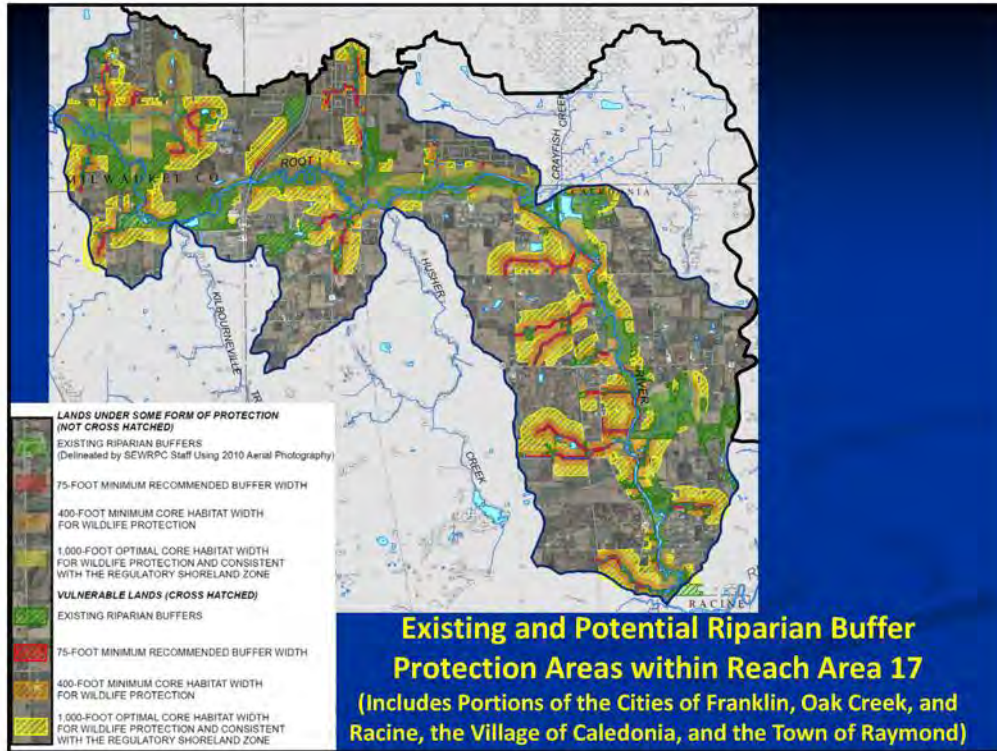 ROOT
MILWAUKEE CO
CRAYFISH CREEK
CALEDONIA
KILBOURNEVILLE
HUSHER
CREEK
RIVER
RACINE
LANDS UNDER SOME FORM OF PROTECTION
(NOT CROSS HATCHED)
EXISTING RIPARIAN BUFFERS
(Delineated by SEWRPC Staff Using 2010 Aerial Photography)
75-FOOT MINIMUM RECOMMENDED BUFFER WIDTH
400-FOOT MINIMUM CORE HABITAT WIDTH
FOR WILDLIFE PROTECTION
1,000-FOOT OPTIMAL CORE HABITAT WIDTH
FOR WILDLIFE PROTECTION AND CONSISTENT
WITH THE REGULATORY SHORELAND ZONE
VULNERABLE LANDS (CROSS HATCHED)
EXISTING RIPARIAN BUFFERS
75-FOOT MINIMUM RECOMMENDED BUFFER WIDTH
400-FOOT MINIMUM CORE HABITAT WIDTH
FOR WILDLIFE PROTECTION
1,000-FOOT OPTIMAL CORE HABITAT WIDTH
FOR WILDLIFE PROTECTION AND CONSISTENT
WITH THE REGULATORY SHORELAND ZONE
Existing and Potential Riparian Buffer
Protection Areas within Reach Area 17
(Includes Portions of the Cities of Franklin, Oak Creek, and
Racine, the Village of Caledonia, and the Town of Raymond)